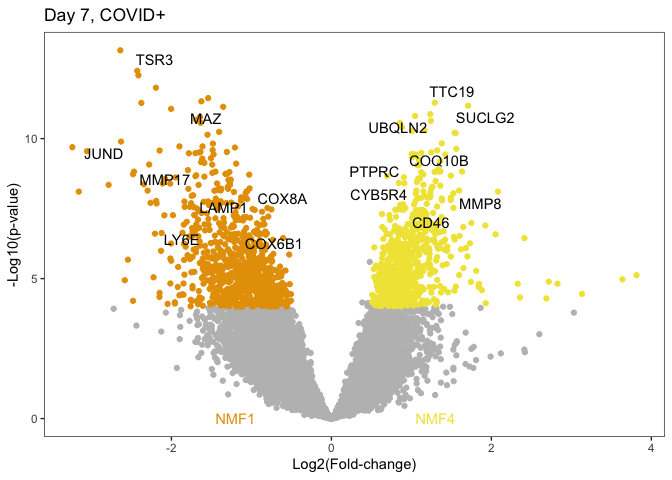 Day 7, COVID+
TSR3
TTC19
MAZ
SUCLG2
UBQLN2
10
JUND
COQ10B
MMP17
PTPRC
CYB5R4
COX8A
LAMP1
MMP8
CD46
LY6E
COX6B1
5
0
-Log10(p-value)
NMF1
NMF4
-2
0
2
4
Log2(Fold-change)